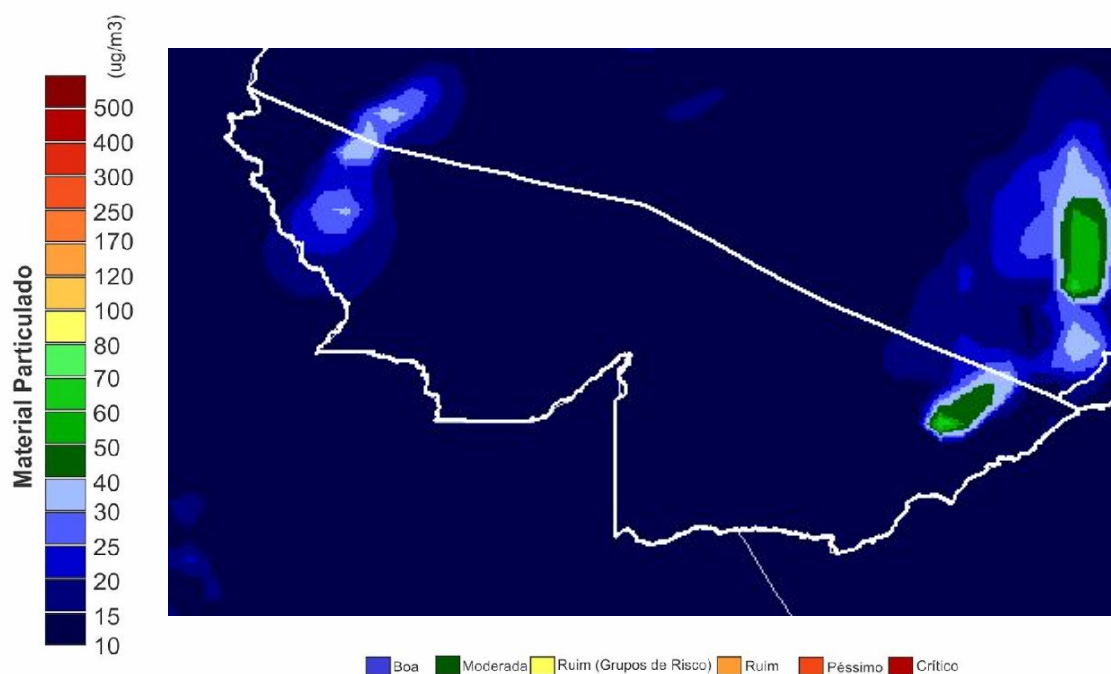 (ug/m3)
Material Particulado
500
400
300
250
170
120
100
80
70
60
50
40
30
25
20
15
10
Boa
Moderada
Ruim (Grupos de Risco)
Ruim
Péssimo
Crítico